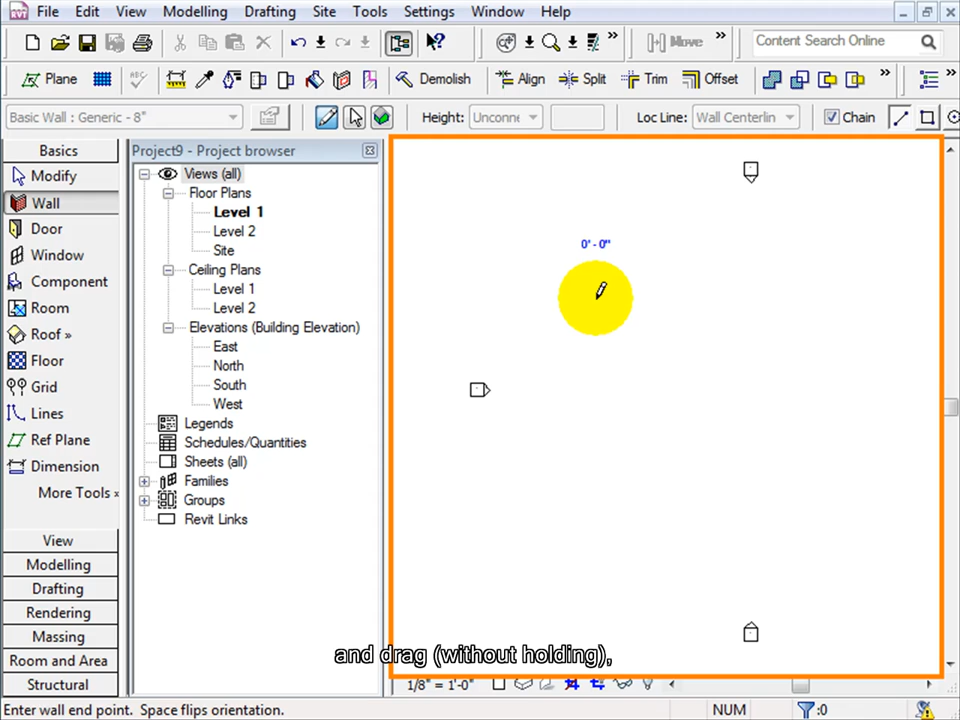 File Edit View Modelling Drafting Site Tools Settings Window Help
Move Content Search Online
Plane Demolish Align Split Trim Offset
Basic Wall : Generic - 8" Height: Unconne Loc Line: Wall Centerlin Chain
Basics
Modify
Wall
Door
Window
Component
Room
Roof »
Floor
Grid
Lines
Ref Plane
Dimension
More Tools »
View
Modelling
Drafting
Rendering
Massing
Room and Area
Structural
Project9 - Project browser
Views (all)
Floor Plans
Level 1
Level 2
Site
Ceiling Plans
Level 1
Level 2
Elevations (Building Elevation)
East
North
South
West
Legends
Schedules/Quantities
Sheets (all)
Families
Groups
Revit Links
0' - 0"
and drag (without holding),
1/8" = 1'-0"
Enter wall end point. Space flips orientation. NUM :0